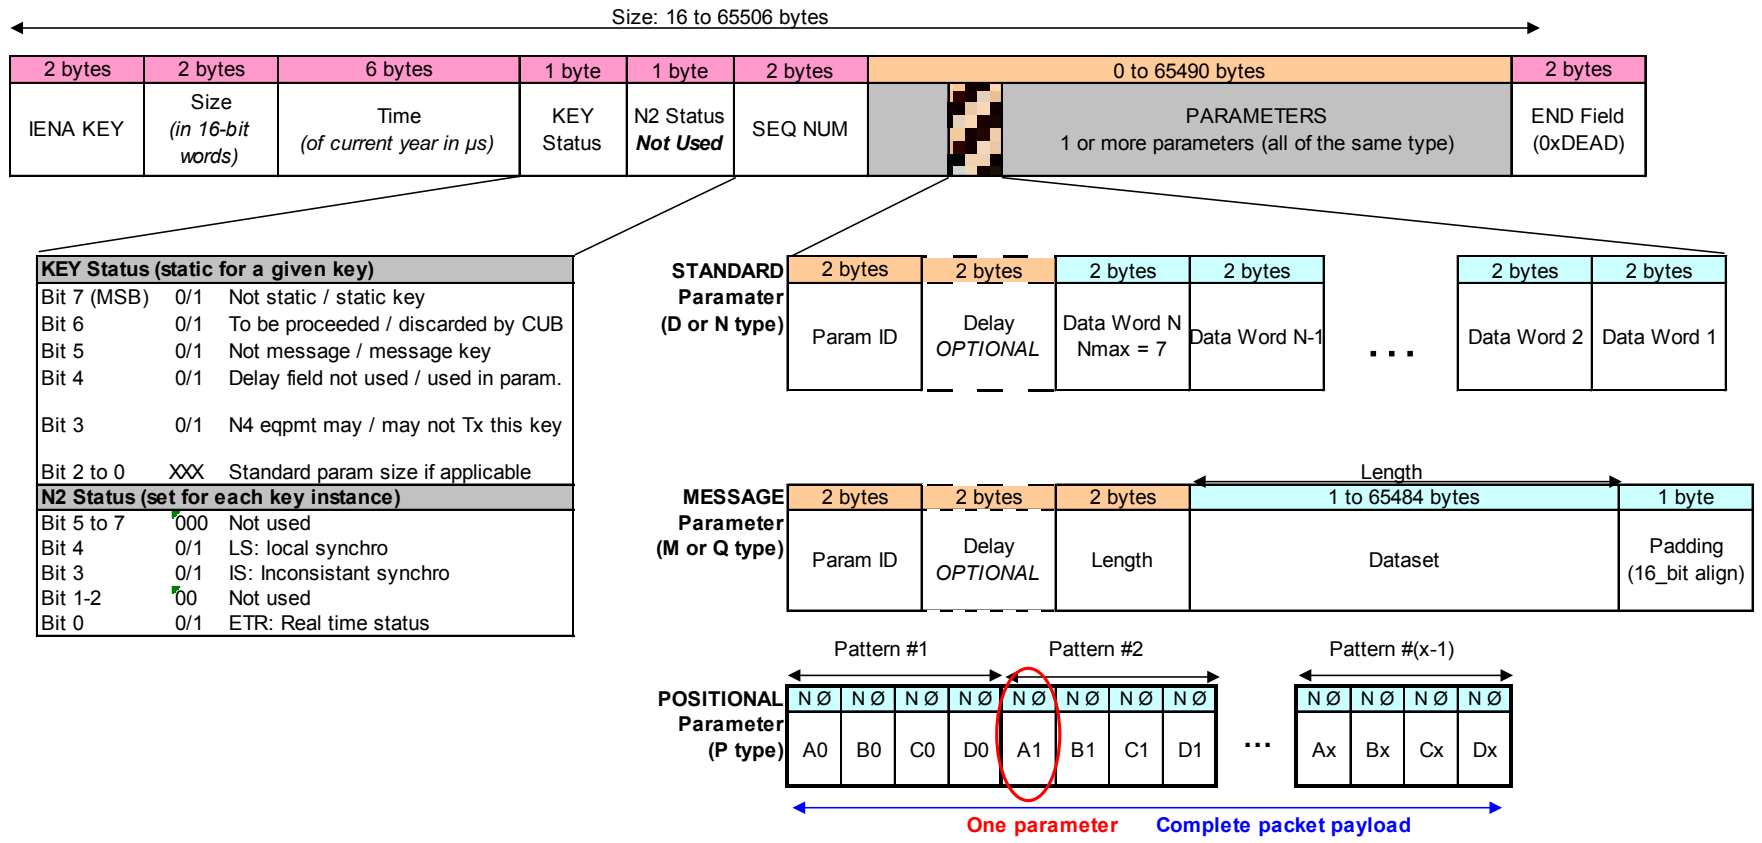 Size: 16 to 65506 bytes
2 bytes 2 bytes 6 bytes 1 byte 1 byte 2 bytes 0 to 65490 bytes 2 bytes
IENA KEY
Size
(in 16-bit
words)
Time
(of current year in µs)
KEY
Status
N2 Status
Not Used
SEQ NUM
PARAMETERS
1 or more parameters (all of the same type)
END Field
(0xDEAD)
KEY Status (static for a given key)
Bit 7 (MSB) 0/1 Not static / static key
Bit 6 0/1 To be proceeded / discarded by CUB
Bit 5 0/1 Not message / message key
Bit 4 0/1 Delay field not used / used in param.
Bit 3 0/1 N4 eqpmt may / may not Tx this key
Bit 2 to 0 XXX Standard param size if applicable
N2 Status (set for each key instance)
Bit 5 to 7 000 Not used
Bit 4 0/1 LS: local synchro
Bit 3 0/1 IS: Inconsistant synchro
Bit 1-2 00 Not used
Bit 0 0/1 ETR: Real time status
STANDARD
Paramater
(D or N type)
2 bytes 2 bytes 2 bytes 2 bytes 2 bytes 2 bytes
Param ID
Delay
OPTIONAL
Data Word N
Nmax = 7
Data Word N-1
...
Data Word 2
Data Word 1
Length
MESSAGE
Parameter
(M or Q type)
2 bytes 2 bytes 2 bytes 1 to 65484 bytes 1 byte
Param ID
Delay
OPTIONAL
Length
Dataset
Padding
(16_bit align)
Pattern #1 Pattern #2 Pattern #(x-1)
POSITIONAL
Parameter
(P type)
N Ø N Ø N Ø N Ø N Ø N Ø N Ø N Ø N Ø N Ø N Ø N Ø
A0 B0 C0 D0 A1 B1 C1 D1 ... Ax Bx Cx Dx
One parameter Complete packet payload